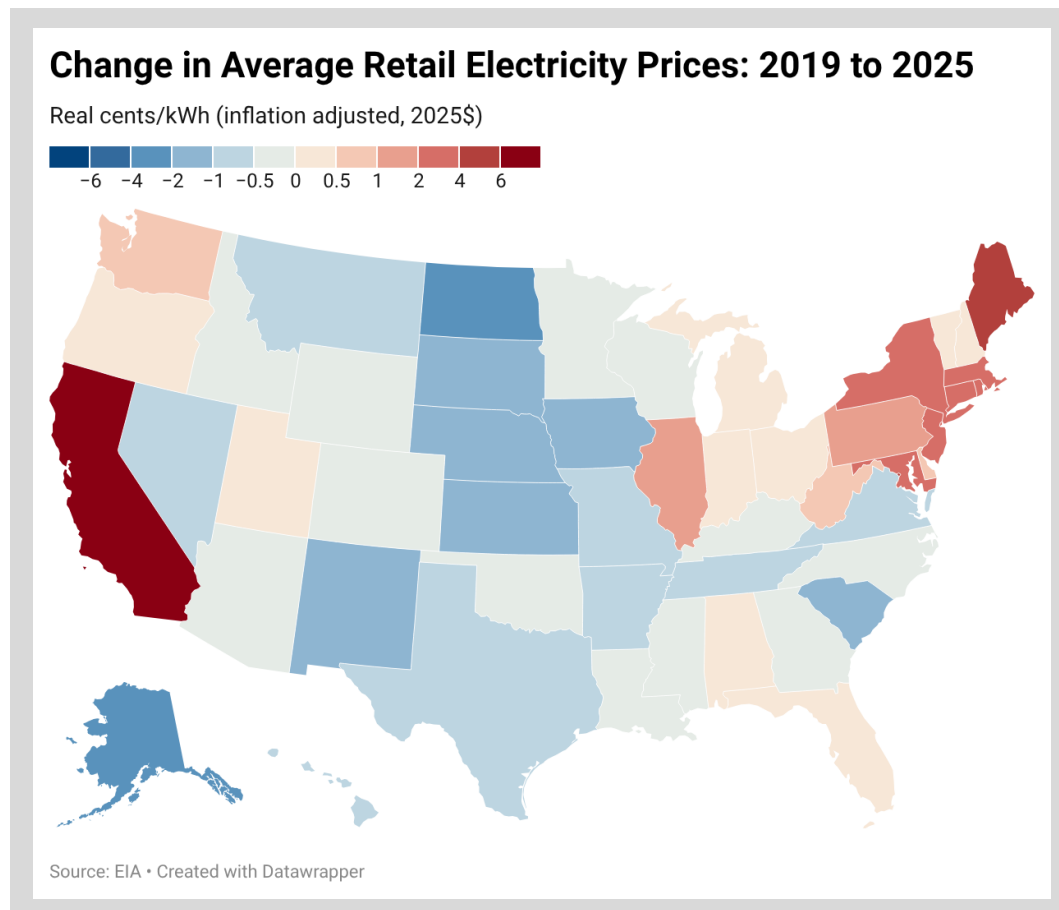 Change in Average Retail Electricity Prices: 2019 to 2025
Real cents/kWh (inflation adjusted, 2025$)
−6 −4 −2 −1 −0.5 0 0.5 1 2 4 6
Source: EIA • Created with Datawrapper